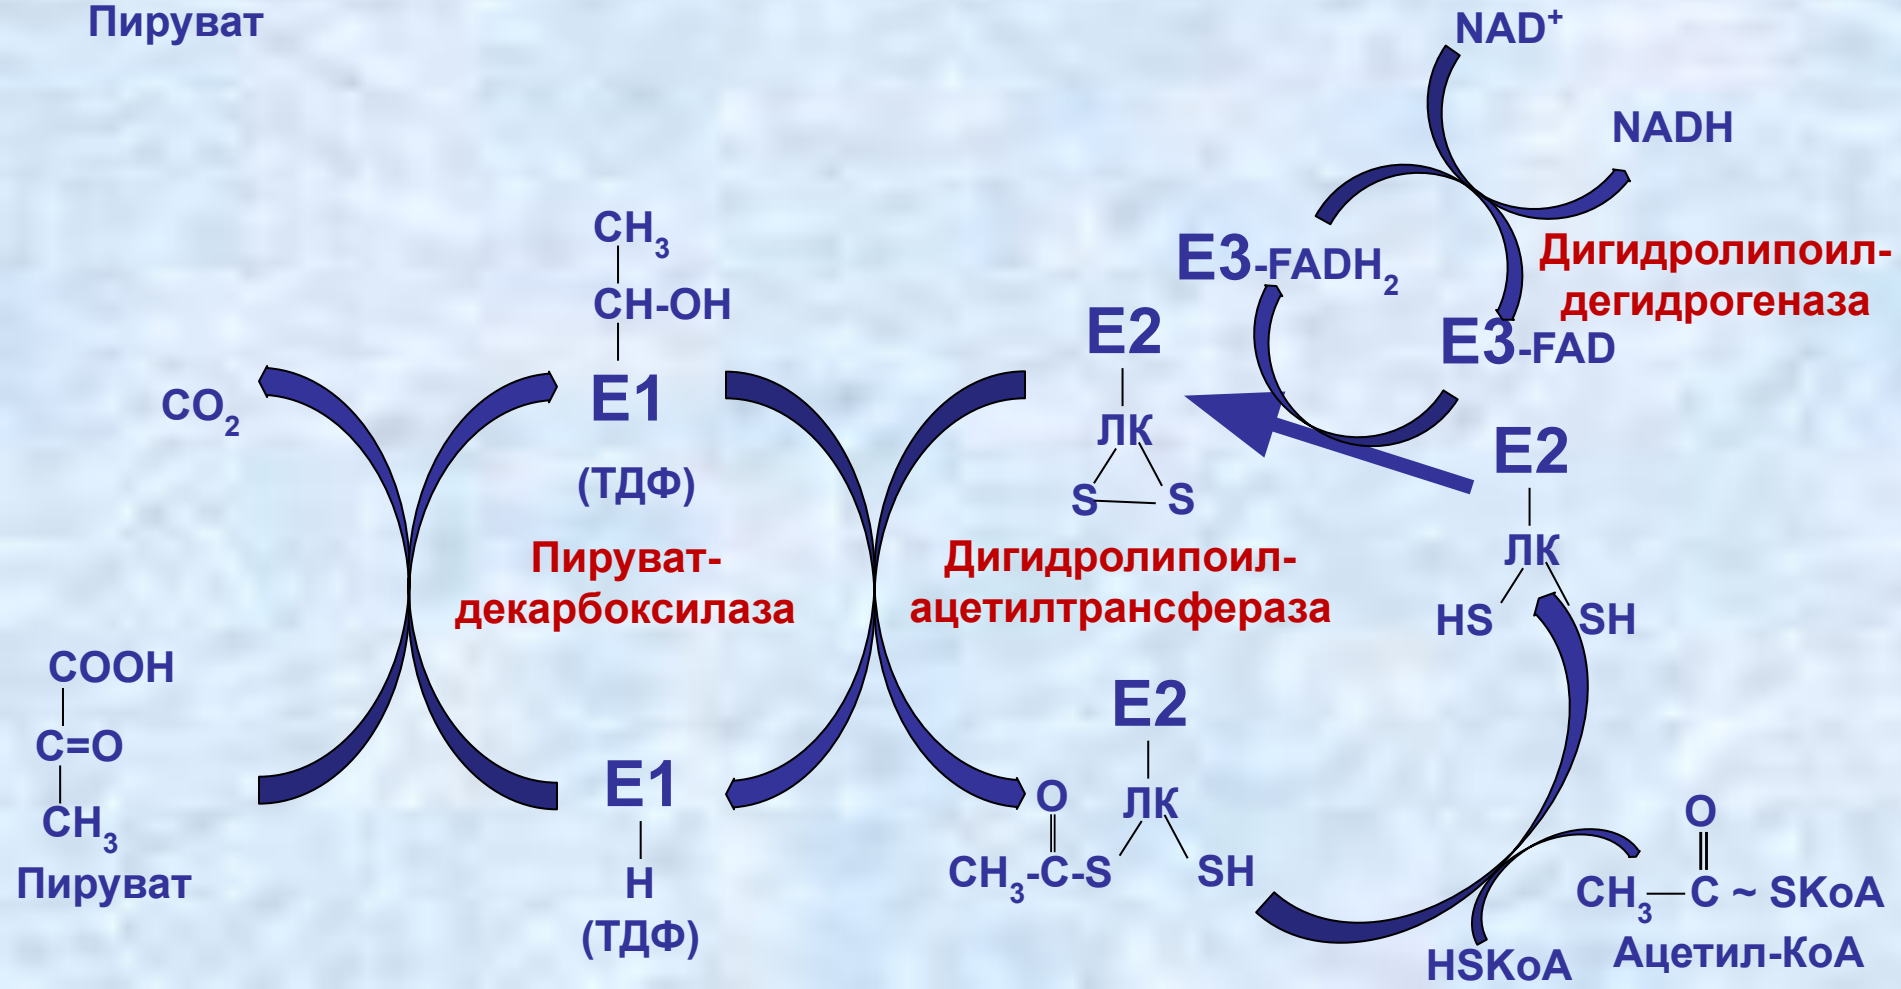 Пируват
NAD⁺
NADH
CH₃
CH-OH
E1
(ТДФ)
CO₂
Пируват-
декарбоксилаза
COOH
C=O
CH₃
Пируват
E1
H
(ТДФ)
E2
ЛК
S S
Дигидролипоил-
ацетилтрансфераза
E2
ЛК
O
CH₃-C-S SH
E3-FADH₂
Дигидролипоил-
дегидрогеназа
E3-FAD
E2
ЛК
HS SH
HSKoA
O
CH₃ C ~ SKoA
Ацетил-КоА